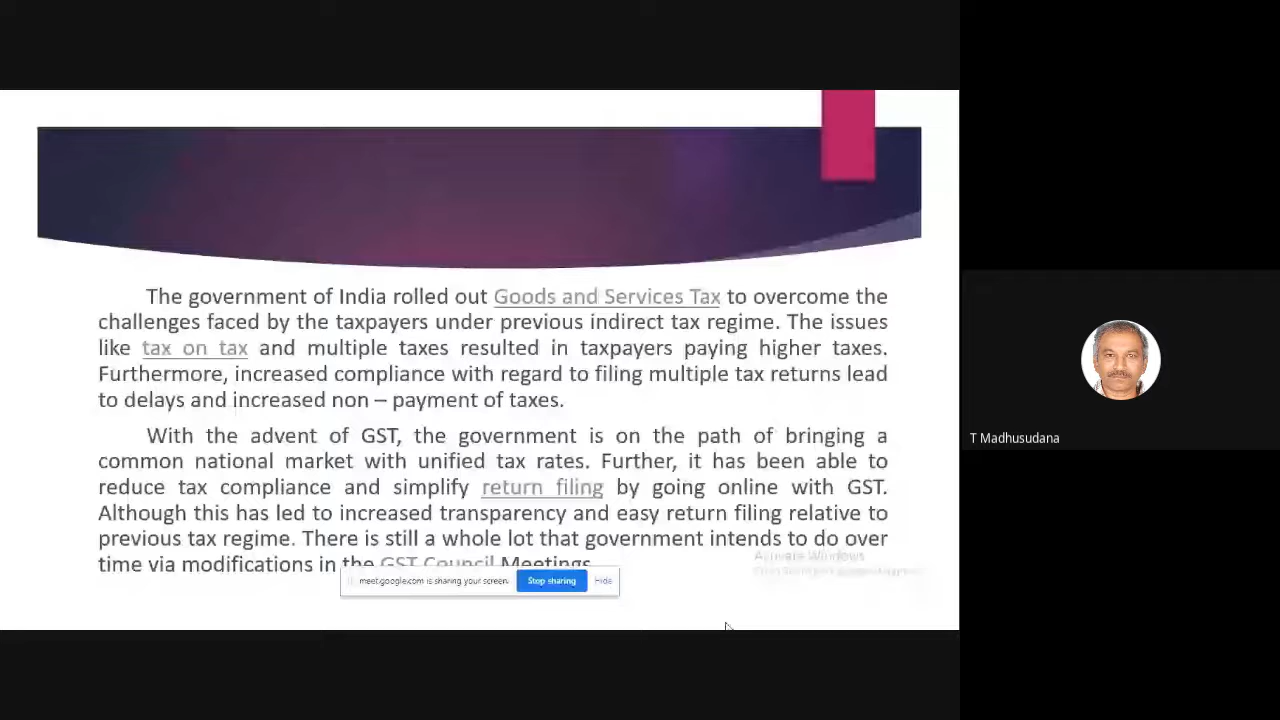 The government of India rolled out Goods and Services Tax to overcome the
challenges faced by the taxpayers under previous indirect tax regime. The issues
like tax on tax and multiple taxes resulted in taxpayers paying higher taxes.
Furthermore, increased compliance with regard to filing multiple tax returns lead
to delays and increased non – payment of taxes.
With the advent of GST, the government is on the path of bringing a
common national market with unified tax rates. Further, it has been able to
reduce tax compliance and simplify return filing by going online with GST.
Although this has led to increased transparency and easy return filing relative to
previous tax regime. There is still a whole lot that government intends to do over
time via modifications in the GST Council Meetings.
Activate Windows
meet.google.com is sharing your screen.
Stop sharing
Hide
T Madhusudana